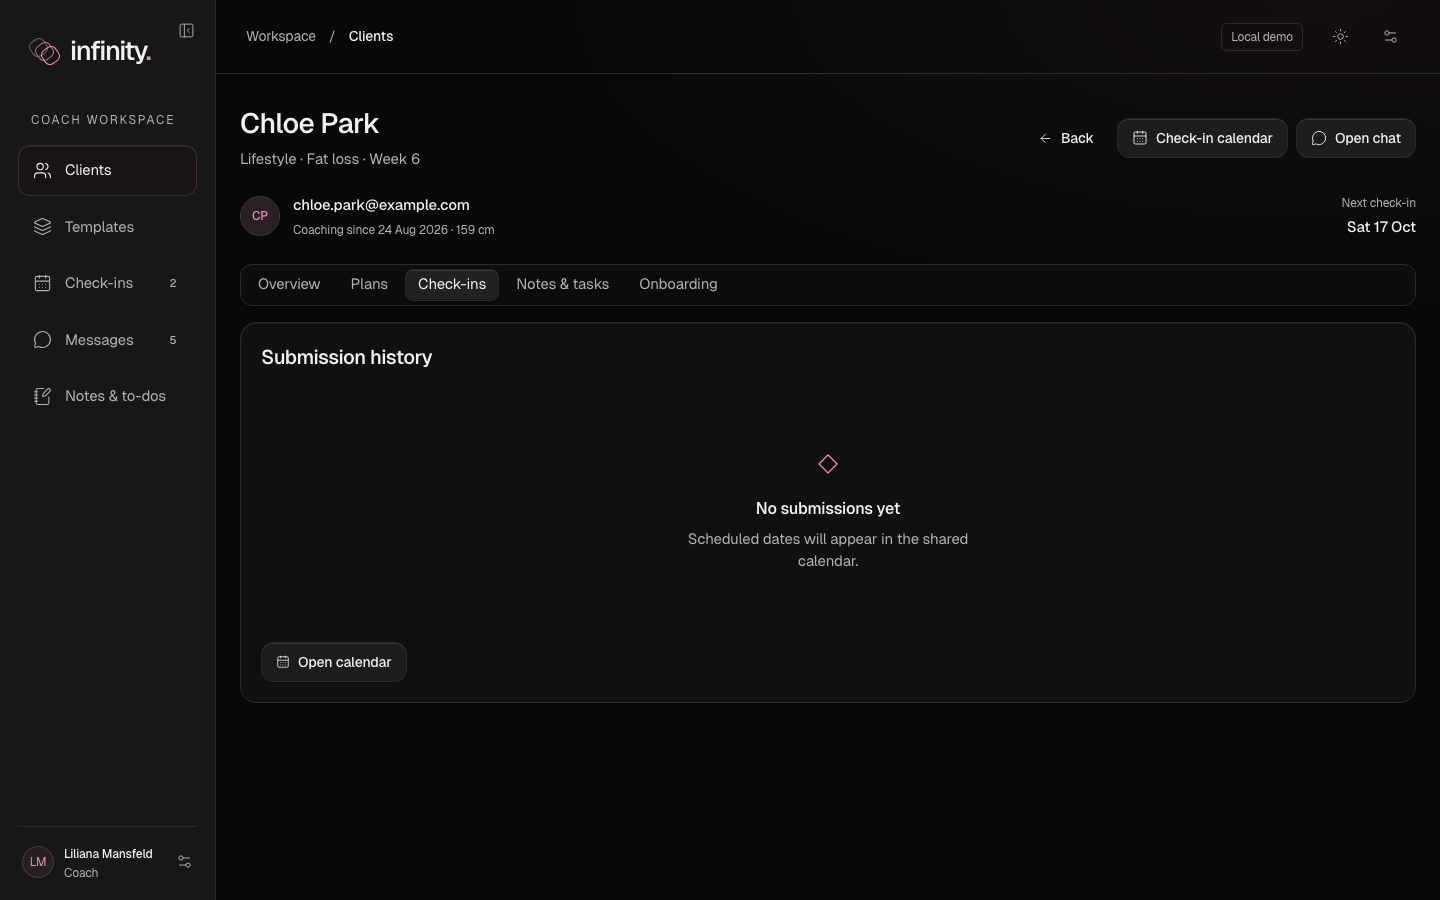 infinity.
COACH WORKSPACE
Clients
Templates
Check-ins 2
Messages 5
Notes & to-dos
LM
Liliana Mansfeld
Coach
Workspace / Clients
Local demo
Chloe Park
Lifestyle · Fat loss · Week 6
Back
Check-in calendar
Open chat
CP
chloe.park@example.com
Coaching since 24 Aug 2026 · 159 cm
Next check-in
Sat 17 Oct
Overview Plans Check-ins Notes & tasks Onboarding
Submission history
No submissions yet
Scheduled dates will appear in the shared
calendar.
Open calendar